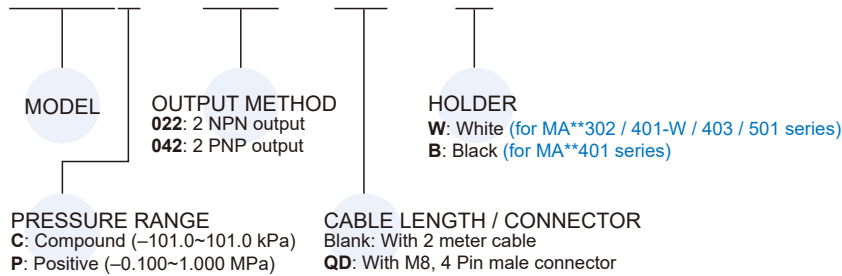 MODEL
OUTPUT METHOD
022: 2 NPN output
042: 2 PNP output
HOLDER
W: White (for MA**302 / 401-W / 403 / 501 series)
B: Black (for MA**401 series)
PRESSURE RANGE
C: Compound (–101.0~101.0 kPa)
P: Positive (–0.100~1.000 MPa)
CABLE LENGTH / CONNECTOR
Blank: With 2 meter cable
QD: With M8, 4 Pin male connector